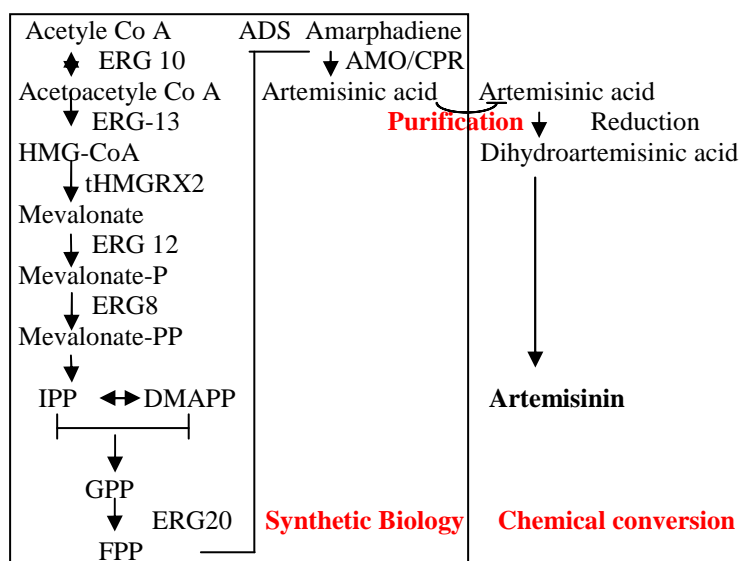 Acetyle Co A ADS Amarphadiene
ERG 10 AMO/CPR
Acetoacetyle Co A Artemisinic acid Artemisinic acid
ERG-13 Purification Reduction
HMG-CoA Dihydroartemisinic acid
tHMGRX2
Mevalonate
ERG 12
Mevalonate-P
ERG8
Mevalonate-PP
IPP DMAPP Artemisinin
GPP
ERG20 Synthetic Biology Chemical conversion
FPP